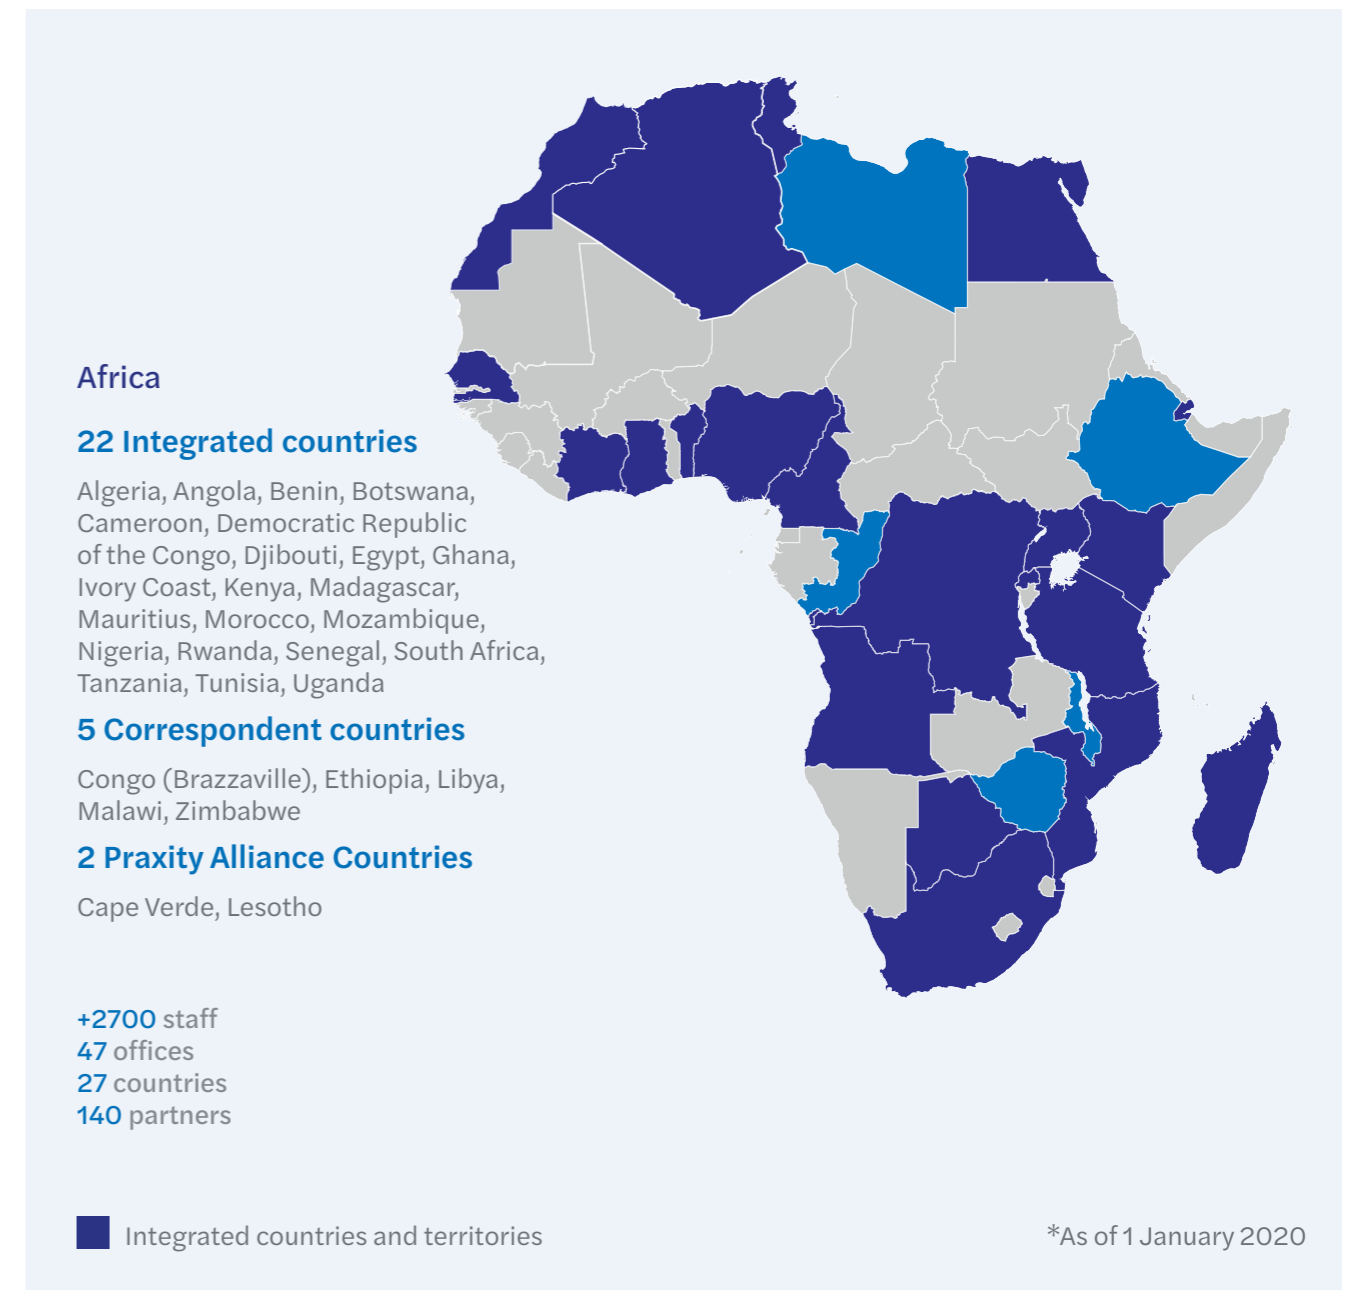 Africa
22 Integrated countries
Algeria, Angola, Benin, Botswana,
Cameroon, Democratic Republic
of the Congo, Djibouti, Egypt, Ghana,
Ivory Coast, Kenya, Madagascar,
Mauritius, Morocco, Mozambique,
Nigeria, Rwanda, Senegal, South Africa,
Tanzania, Tunisia, Uganda
5 Correspondent countries
Congo (Brazzaville), Ethiopia, Libya,
Malawi, Zimbabwe
2 Praxity Alliance Countries
Cape Verde, Lesotho
+2700 staff
47 offices
27 countries
140 partners
Integrated countries and territories
*As of 1 January 2020